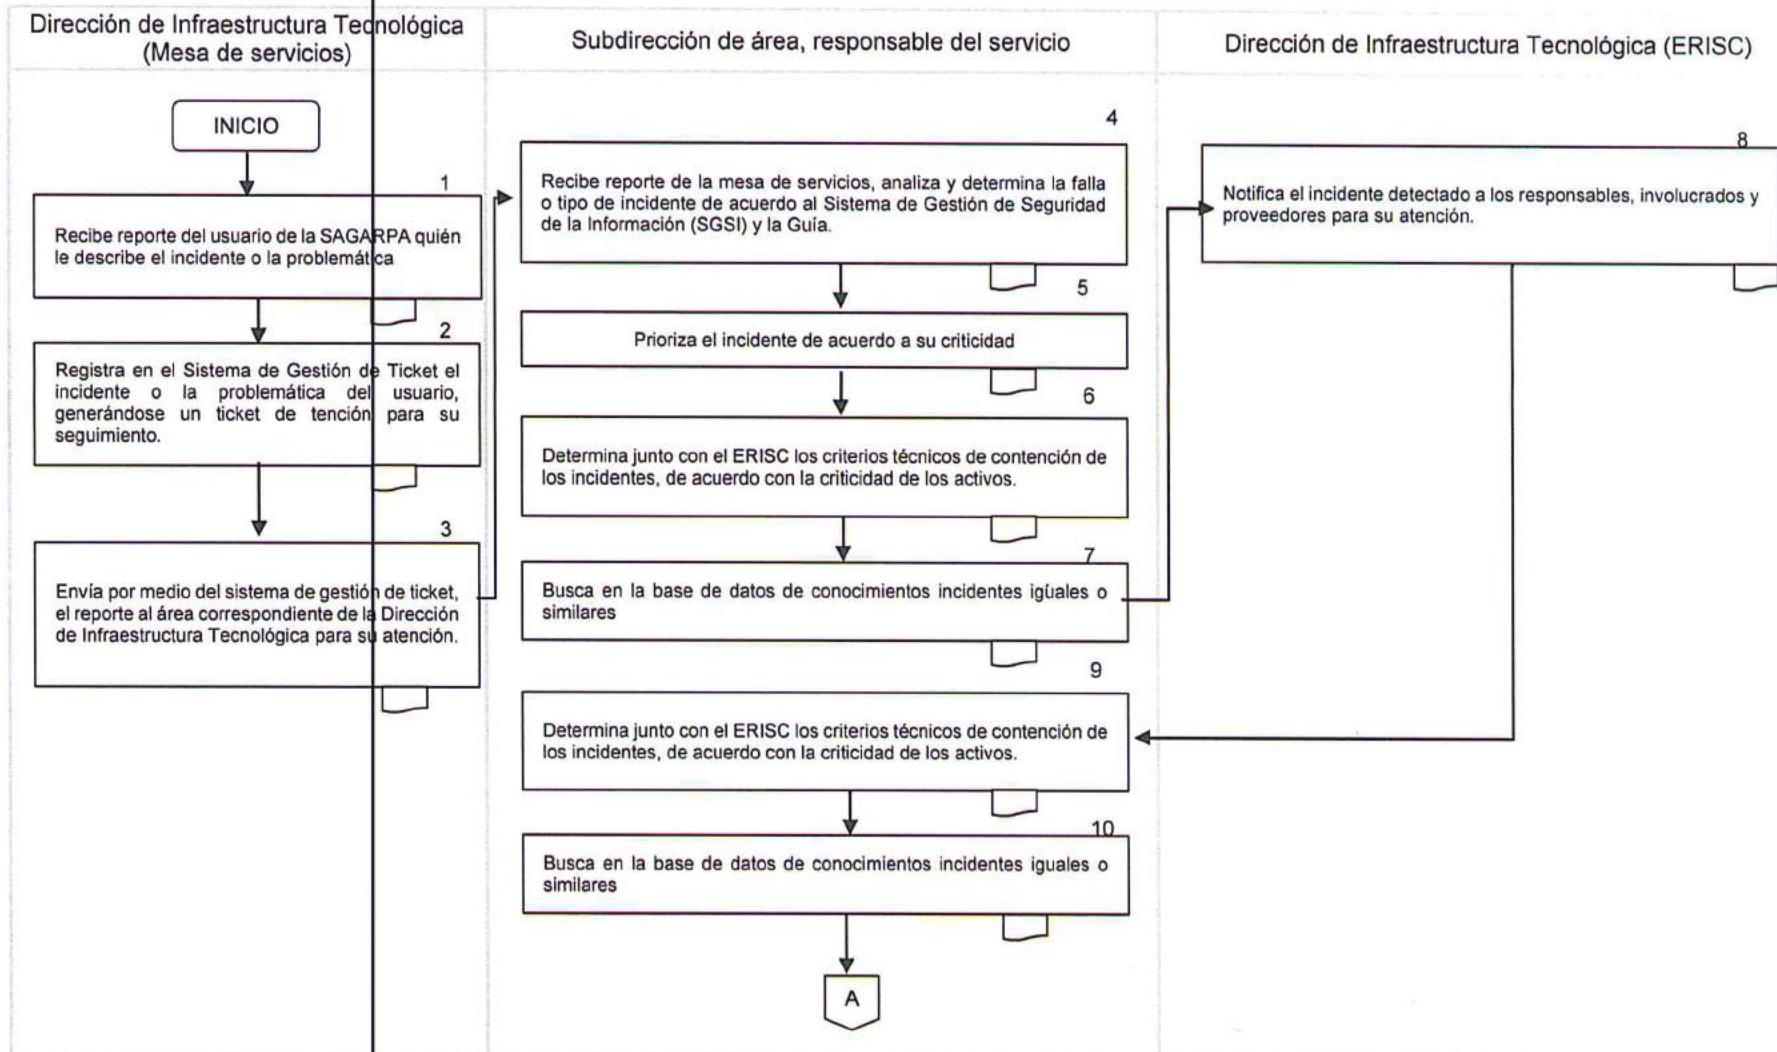 Dirección de Infraestructura Tecnológica
(Mesa de servicios)
INICIO
1
Recibe reporte del usuario de la SAGARPA quién
le describe el incidente o la problemática
2
Registra en el Sistema de Gestión de Ticket el
incidente o la problemática del usuario,
generándose un ticket de tención para su
seguimiento.
3
Envía por medio del sistema de gestión de ticket,
el reporte al área correspondiente de la Dirección
de Infraestructura Tecnológica para su atención.
Subdirección de área, responsable del servicio
4
Recibe reporte de la mesa de servicios, analiza y determina la falla
o tipo de incidente de acuerdo al Sistema de Gestión de Seguridad
de la Información (SGSI) y la Guía.
5
Prioriza el incidente de acuerdo a su criticidad
6
Determina junto con el ERISC los criterios técnicos de contención de
los incidentes, de acuerdo con la criticidad de los activos.
7
Busca en la base de datos de conocimientos incidentes iguales o
similares
Dirección de Infraestructura Tecnológica (ERISC)
8
Notifica el incidente detectado a los responsables, involucrados y
proveedores para su atención.
9
Determina junto con el ERISC los criterios técnicos de contención de
los incidentes, de acuerdo con la criticidad de los activos.
10
Busca en la base de datos de conocimientos incidentes iguales o
similares
A